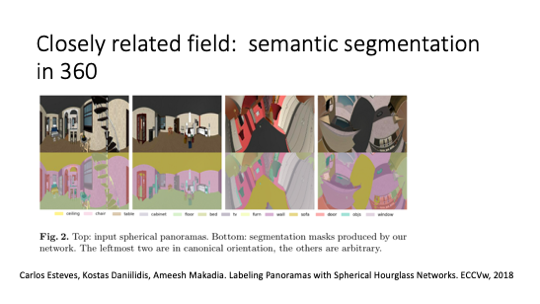 Closely related field:  semantic segmentation
in 360
ceiling chair table cabinet floor bed tv furn wall sofa door objs window
Fig. 2. Top: input spherical panoramas. Bottom: segmentation masks produced by our
network. The leftmost two are in canonical orientation, the others are arbitrary.
Carlos Esteves, Kostas Daniilidis, Ameesh Makadia. Labeling Panoramas with Spherical Hourglass Networks. ECCVw, 2018